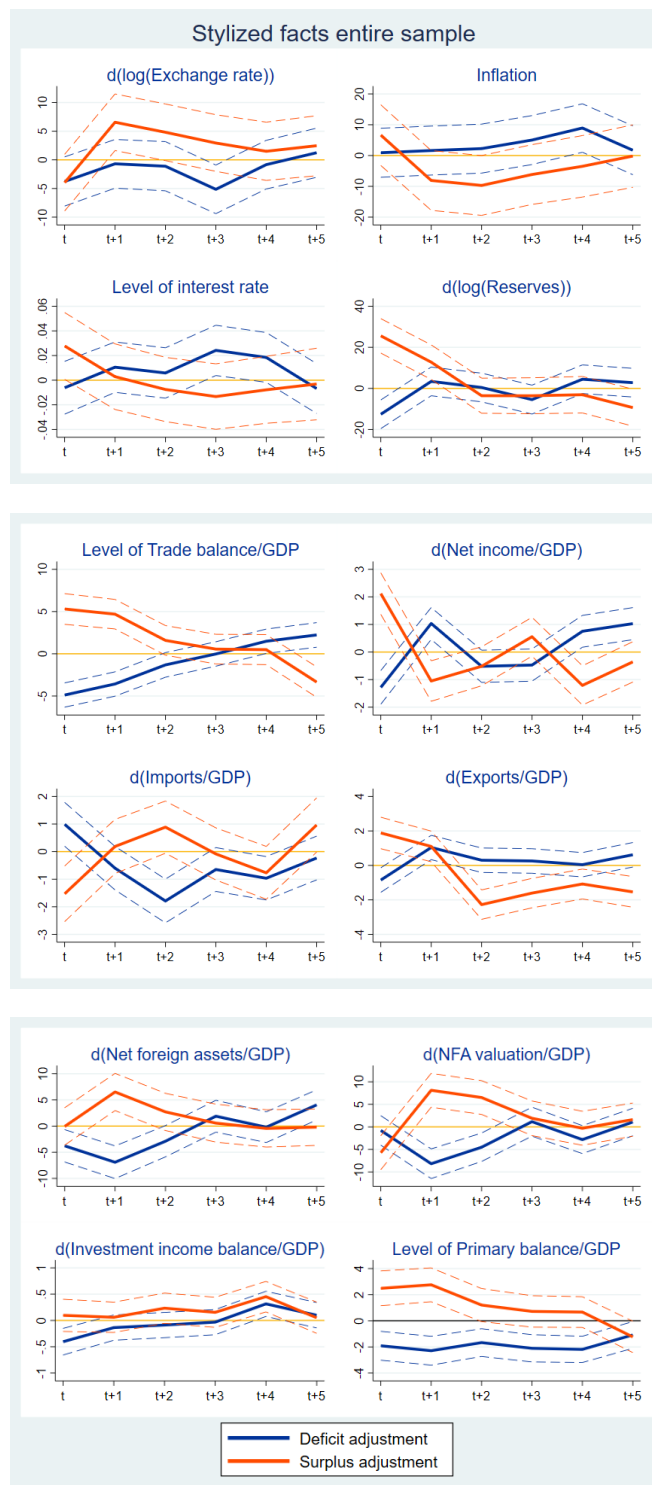 Stylized facts entire sample
d(log(Exchange rate))
Inflation
10
5
0
-5
-10
t t+1 t+2 t+3 t+4 t+5
20
10
0
-10
-20
t t+1 t+2 t+3 t+4 t+5
Level of interest rate
d(log(Reserves))
.06
.04
.02
0
-.02
-.04
t t+1 t+2 t+3 t+4 t+5
40
20
0
-20
t t+1 t+2 t+3 t+4 t+5
Level of Trade balance/GDP
d(Net income/GDP)
10
5
0
-5
t t+1 t+2 t+3 t+4 t+5
3
2
1
0
-1
-2
t t+1 t+2 t+3 t+4 t+5
d(Imports/GDP)
d(Exports/GDP)
2
1
0
-1
-2
-3
t t+1 t+2 t+3 t+4 t+5
4
2
0
-2
-4
t t+1 t+2 t+3 t+4 t+5
d(Net foreign assets/GDP)
d(NFA valuation/GDP)
10
5
0
-5
-10
t t+1 t+2 t+3 t+4 t+5
10
5
0
-5
-10
t t+1 t+2 t+3 t+4 t+5
d(Investment income balance/GDP)
Level of Primary balance/GDP
1
.5
0
-.5
-1
t t+1 t+2 t+3 t+4 t+5
4
2
0
-2
-4
t t+1 t+2 t+3 t+4 t+5
Deficit adjustment
Surplus adjustment